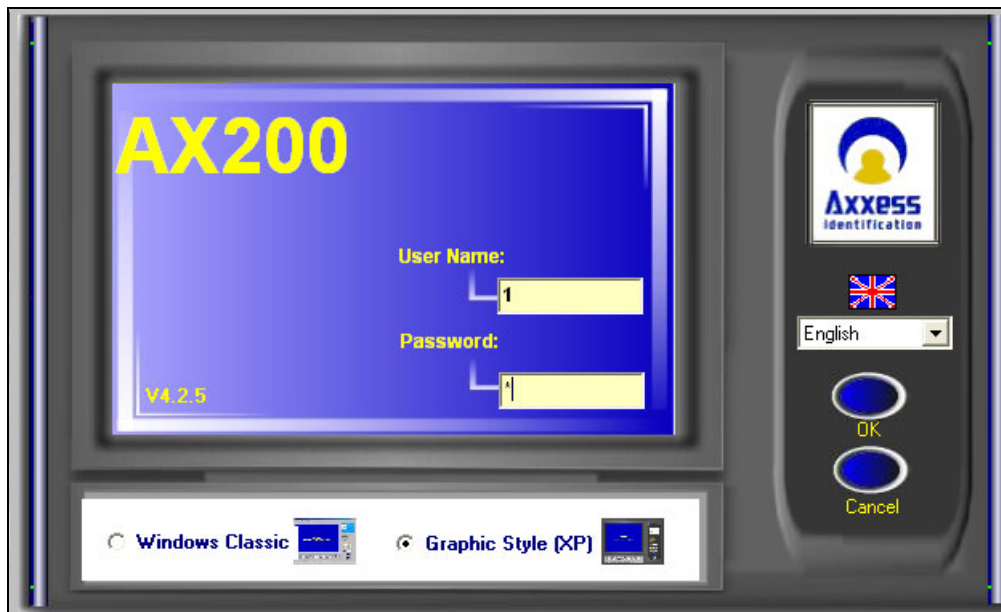 AX200
User Name:
1
Password:
*
V4.2.5
Axxess
identification
English
OK
Cancel
Windows Classic
Graphic Style (XP)